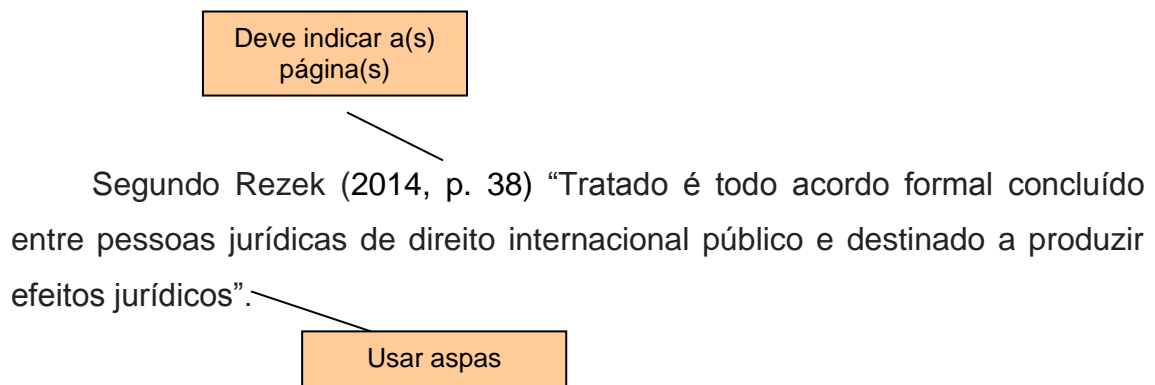 Deve indicar a(s)
página(s)
Segundo Rezek (2014, p. 38) “Tratado é todo acordo formal concluído
entre pessoas jurídicas de direito internacional público e destinado a produzir
efeitos jurídicos”.
Usar aspas